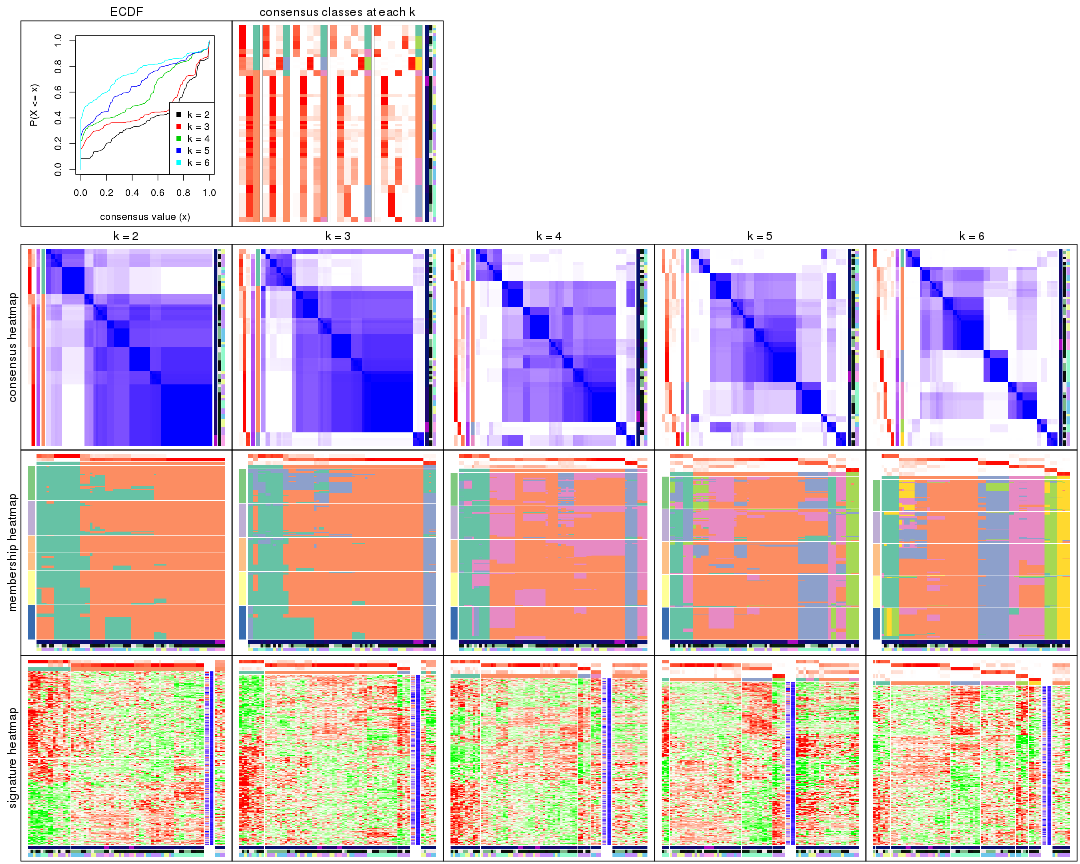 ECDF
consensus classes at each k
P(X <= x)
0.0 0.2 0.4 0.6 0.8 1.0
k = 2
k = 3
k = 4
k = 5
k = 6
0.0 0.2 0.4 0.6 0.8 1.0
consensus value (x)
k = 2
k = 3
k = 4
k = 5
k = 6
consensus heatmap
membership heatmap
signature heatmap